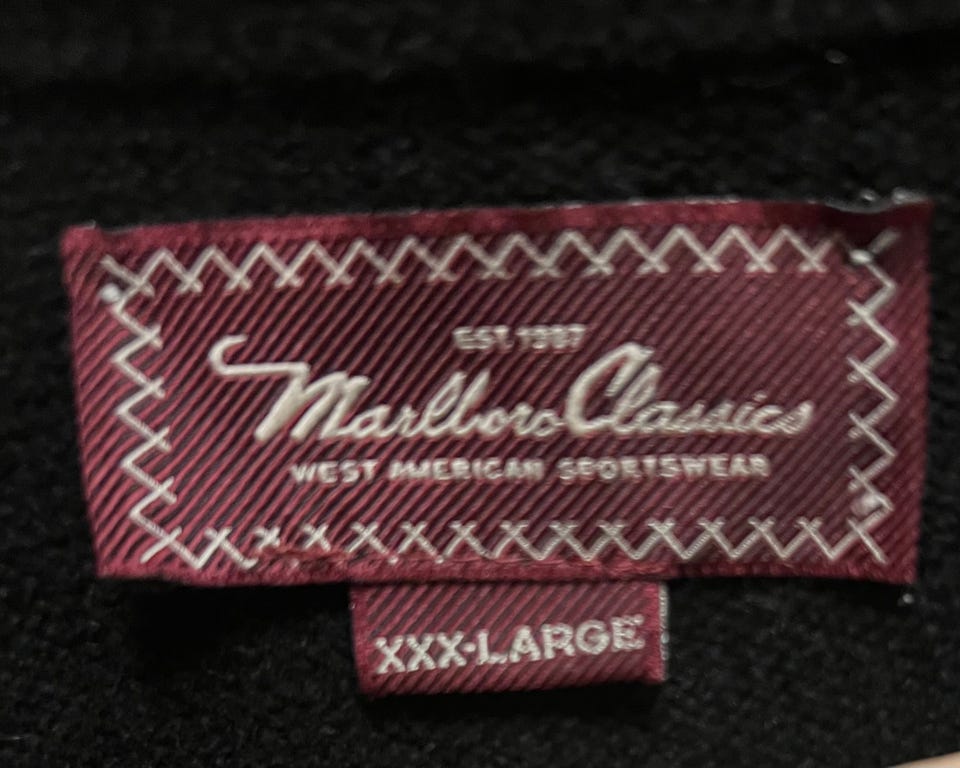 EST. 1987
Marlboro Classics
WEST AMERICAN SPORTSWEAR
XXX-LARGE